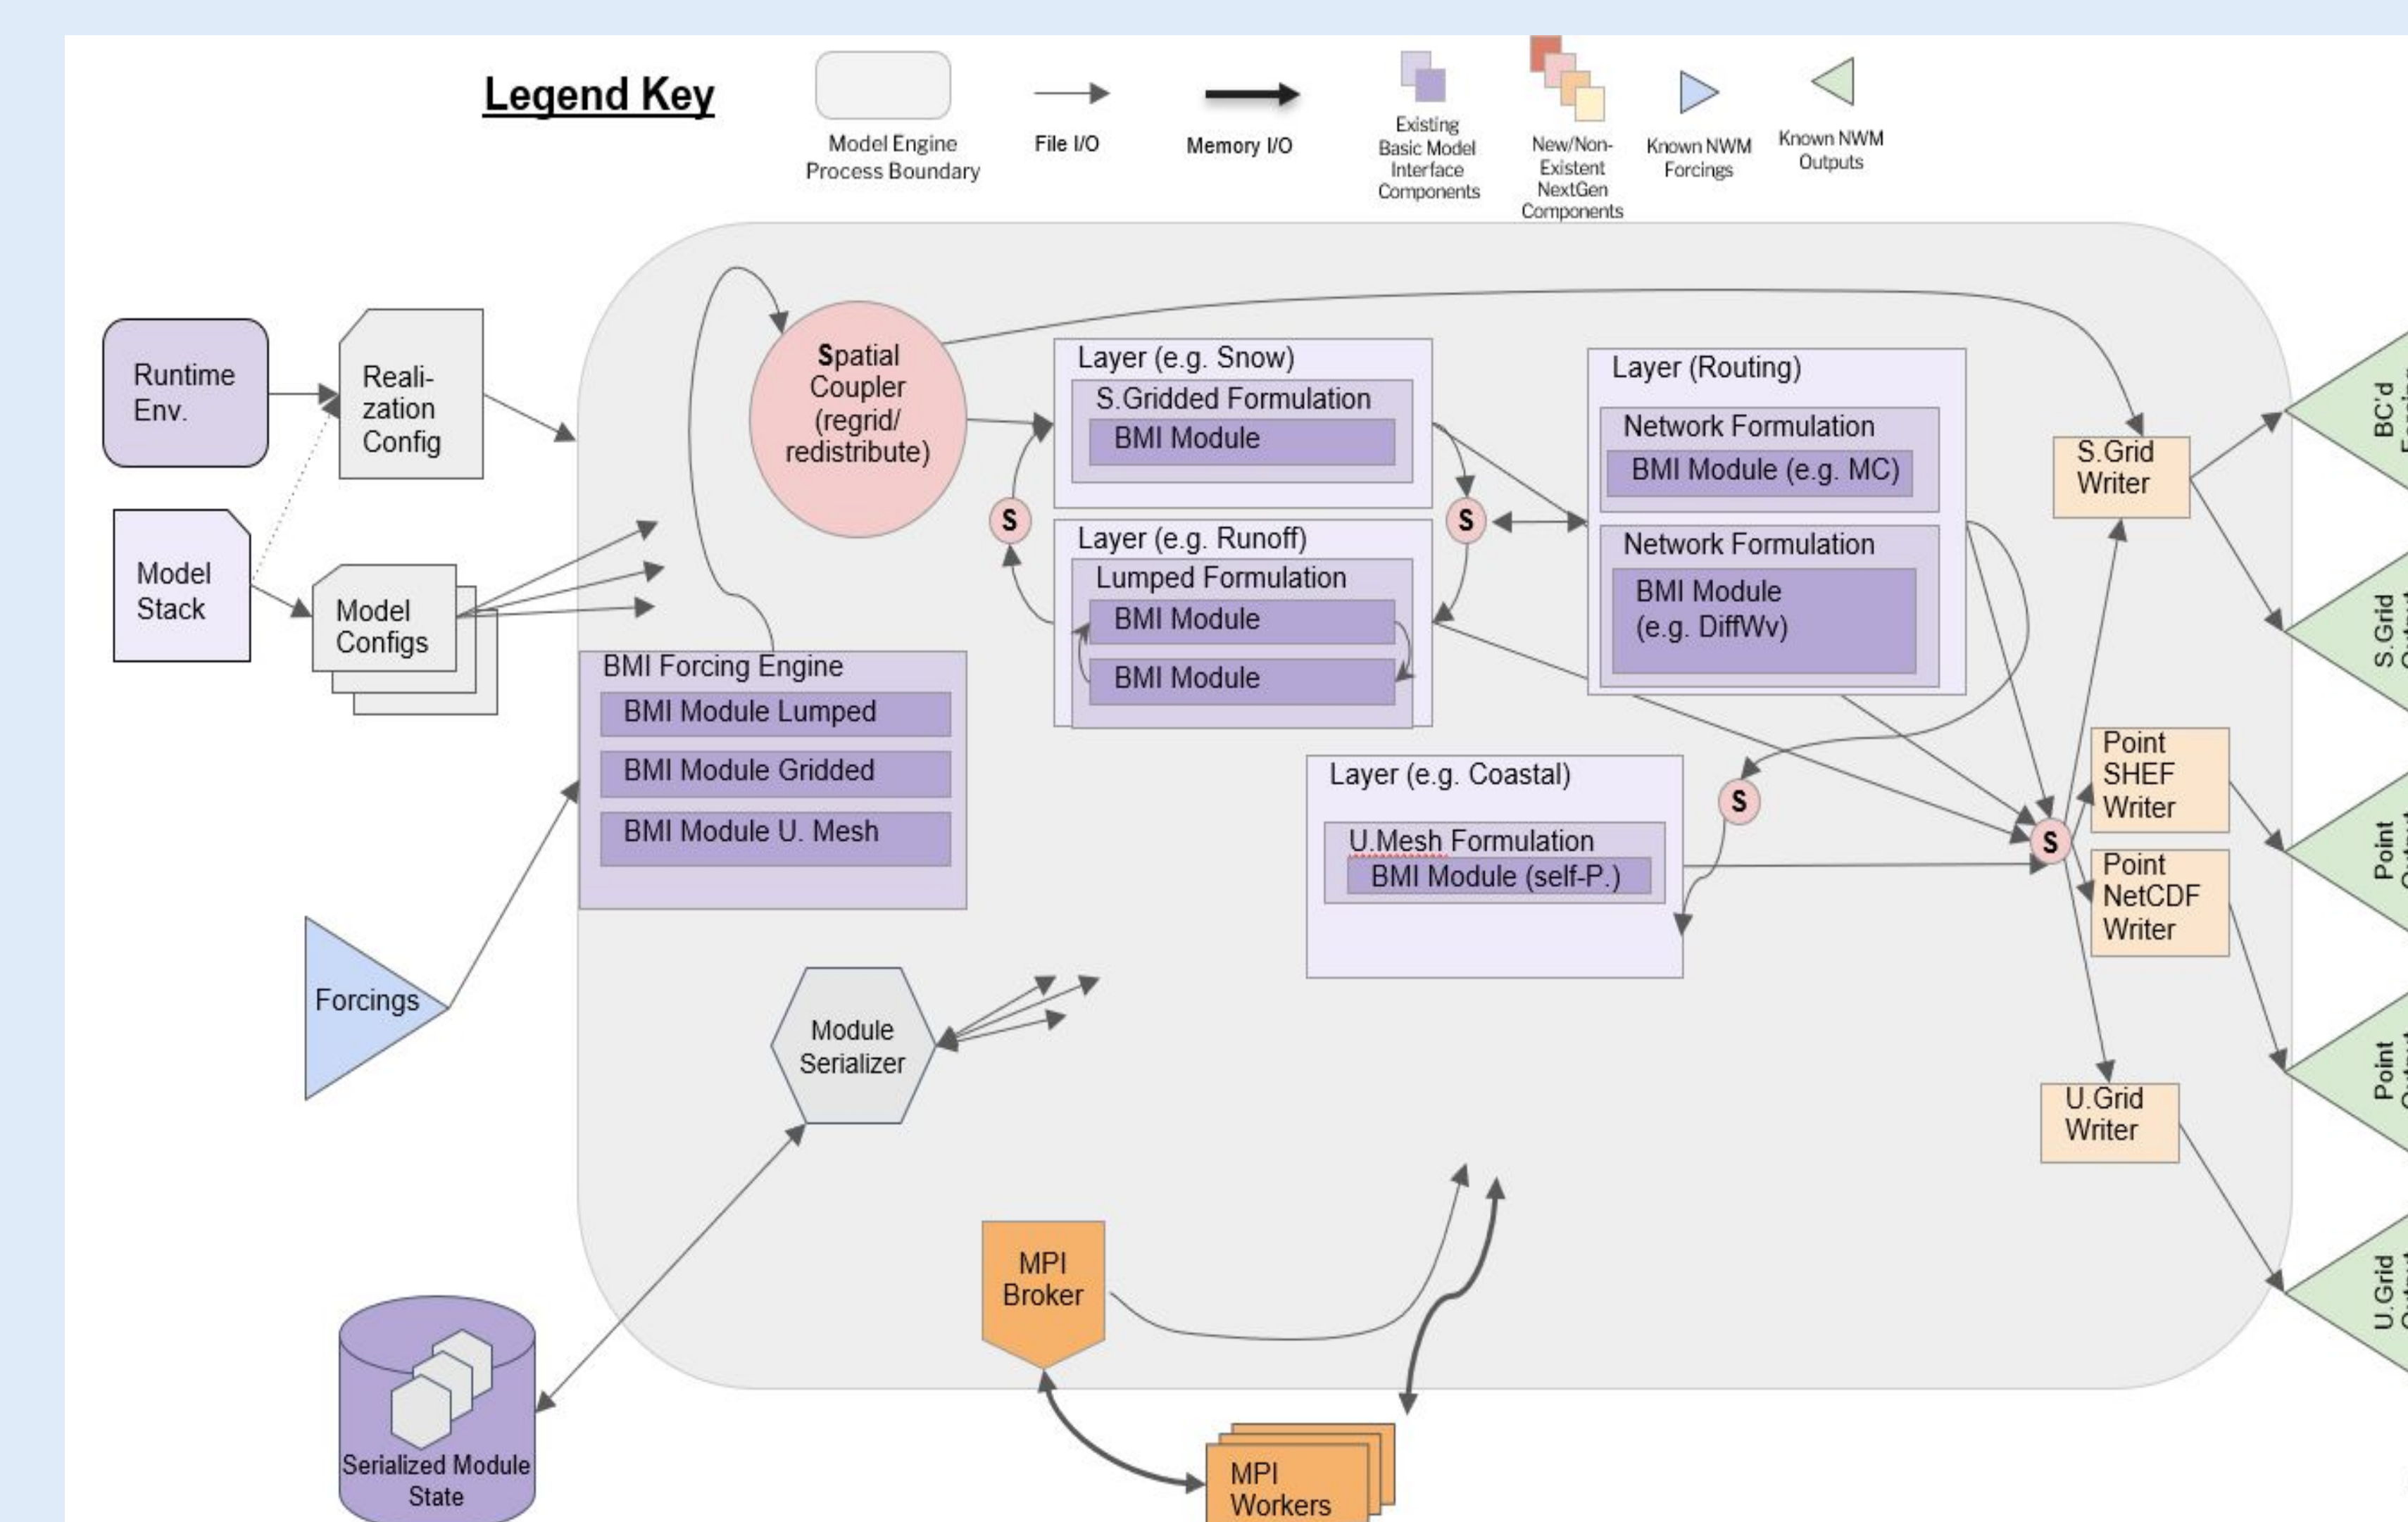 Legend Key
Model Engine
Process Boundary
File I/O
Memory I/O
Existing
Basic Model
Interface
Components
New/Non-
Existent
NextGen
Components
Known NWM
Forcings
Known NWM
Outputs
Runtime
Env.
Reali-
zation
Config
Model
Stack
Model
Configs
Forcings
Serialized Module
State
Spatial
Coupler
(regrid/
redistribute)
BMI Forcing Engine
BMI Module Lumped
BMI Module Gridded
BMI Module U. Mesh
Module
Serializer
S
Layer (e.g. Snow)
S.Gridded Formulation
BMI Module
Layer (e.g. Runoff)
Lumped Formulation
BMI Module
BMI Module
S
Layer (Routing)
Network Formulation
BMI Module (e.g. MC)
Network Formulation
BMI Module
(e.g. DiffWv)
Layer (e.g. Coastal)
U.Mesh Formulation
BMI Module (self-P.)
S
S
MPI
Broker
MPI
Workers
S.Grid
Writer
Point
SHEF
Writer
Point
NetCDF
Writer
U.Grid
Writer
BC'd
S.Grid
Point
Point
U.Grid